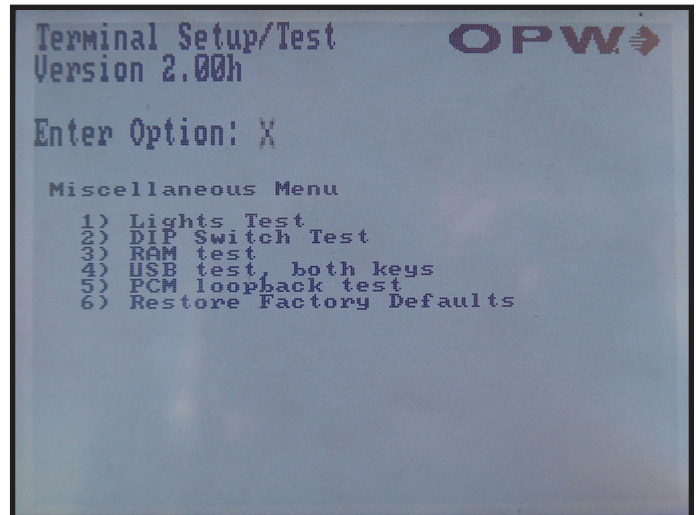 Terminal Setup/Test
OPW
Version 2.00h
Enter Option: X
Miscellaneous Menu
1) Lights Test
2) DIP Switch Test
3) RAM test
4) USB test, both keys
5) PCM loopback test
6) Restore Factory Defaults